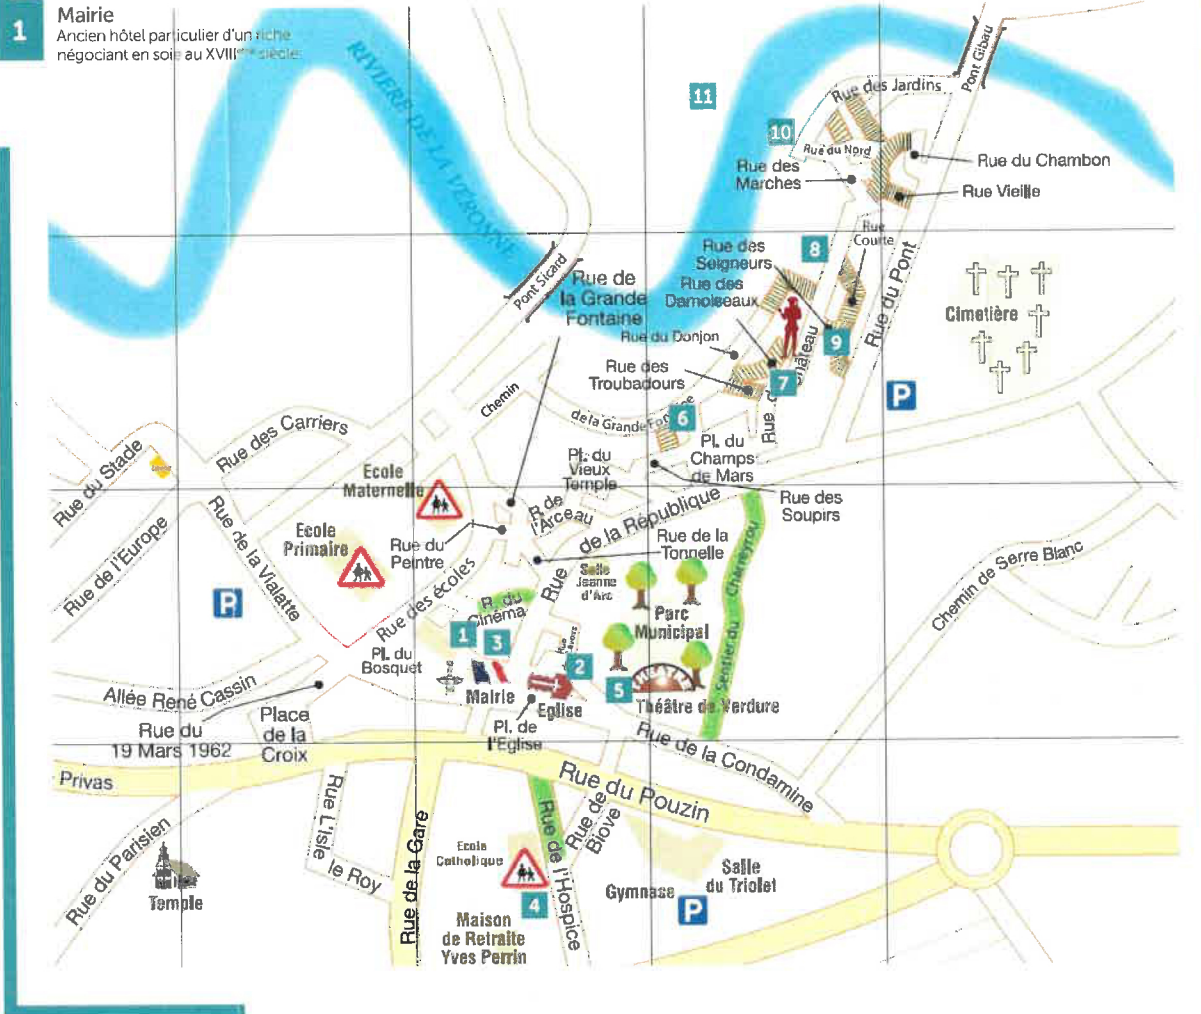 1
Mairie
Ancien hôtel particulier d'un riche
négociant en soie au XVIIIème siècle.
RIVIERE DE LA VERONNE
Pont Gibau
11
Rue des Jardins
10
Rue du Nord
Rue du Chambon
Rue des
Marches
Rue Vieille
8
Rue
Courte
Rue des
Seigneurs
Rue des
Damoiseaux
Rue du Pont
Pont Sicard
Rue de
la Grande
Fontaine
Cimetière
Rue du Donjon
9
Rue des
Troubadours
7
Rue du Château
P
Chemin
de la Grande Fontaine
6
Rue des Carriers
Pl. du
Champs
de Mars
Pl. du
Vieux
Temple
Rue du Stade
Ecole
Maternelle
Rue des
Soupirs
R. de
l'Arceau
Rue de la République
Rue de la
Tonnelle
Ecole
Primaire
Rue du
Peintre
Rue de l'Europe
Rue de la Vialatte
Salle
Jeanne
d'Arc
Chemin de Serre Blanc
P
Rue des écoles
R. du
Cinéma
Parc
Municipal
Sentier du Charreyrou
1
3
Pl. du
Bosquet
2
5
Mairie
Eglise
Théâtre de Verdure
Allée René Cassin
Rue du
19 Mars 1962
Place
de la
Croix
Pl. de
l'Eglise
Rue de la Condamine
Privas
Rue du Pouzin
Rue L'Isle
le Roy
Rue de la Gare
Rue de
Biove
Rue du Parisien
Temple
Ecole
Catholique
Rue de l'Hospice
4
Gymnase
Salle
du Triolet
P
Maison
de Retraite
Yves Perrin